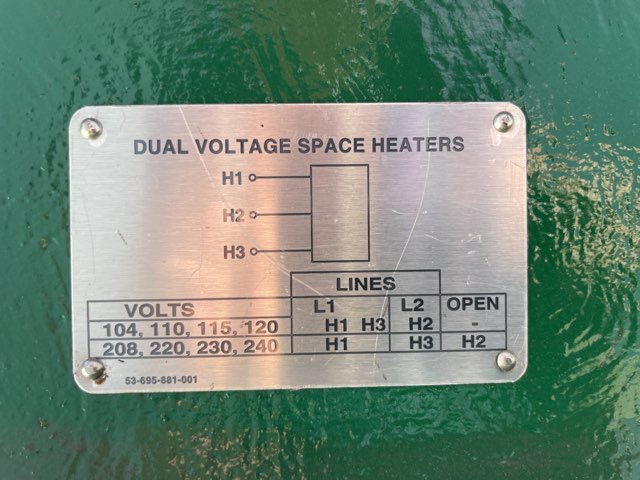 DUAL VOLTAGE SPACE HEATERS
H1
H2
H3
LINES
VOLTS L1 L2 OPEN
104, 110, 115, 120 H1 H3 H2 -
208, 220, 230, 240 H1 H3 H2
53-695-881-001